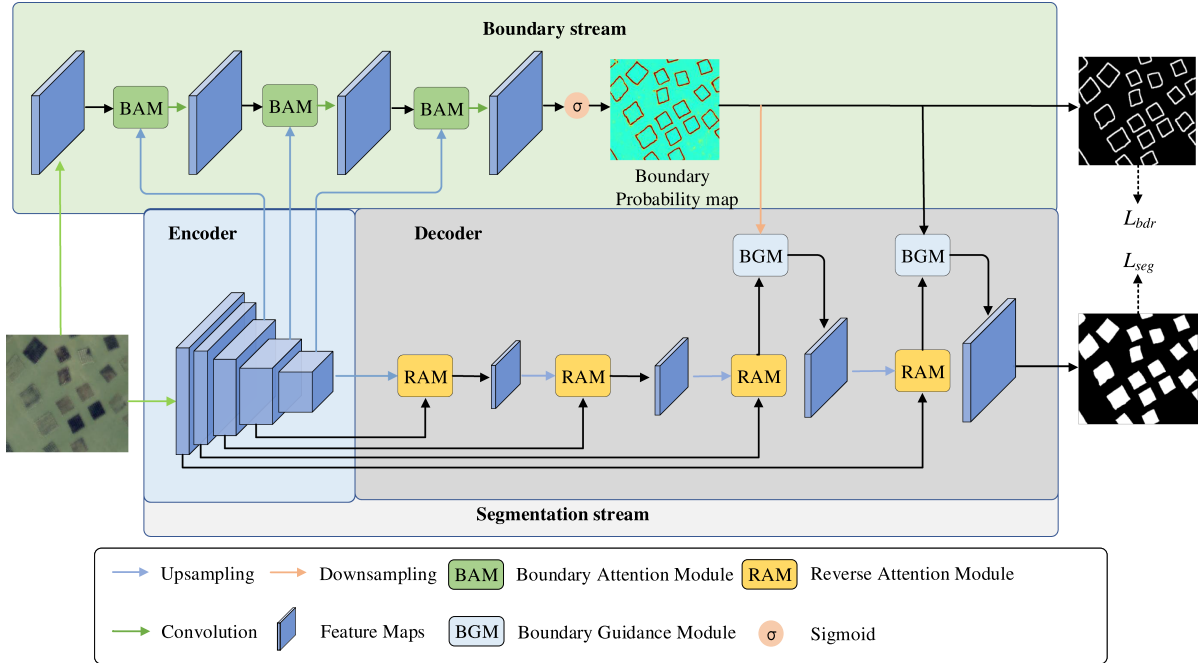 Boundary stream
BAM
BAM
BAM
σ
Boundary
Probability map
L_bdr
L_seg
Encoder
Decoder
BGM
BGM
RAM
RAM
RAM
RAM
Segmentation stream
Upsampling
Downsampling
BAM
Boundary Attention Module
RAM
Reverse Attention Module
Convolution
Feature Maps
BGM
Boundary Guidance Module
σ
Sigmoid